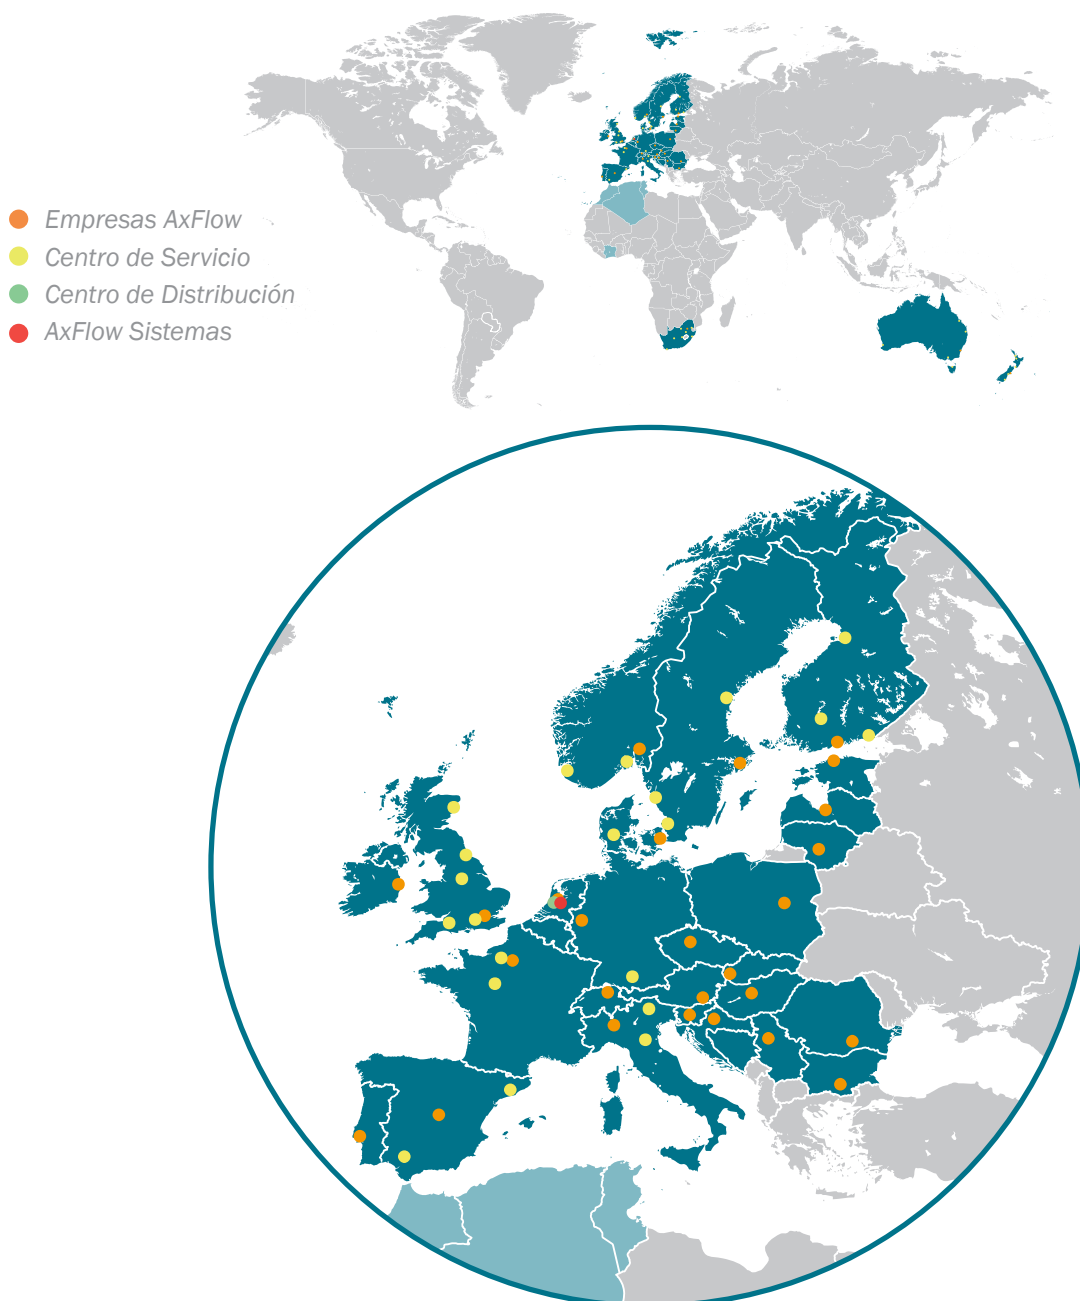 Empresas AxFlow
Centro de Servicio
Centro de Distribución
AxFlow Sistemas